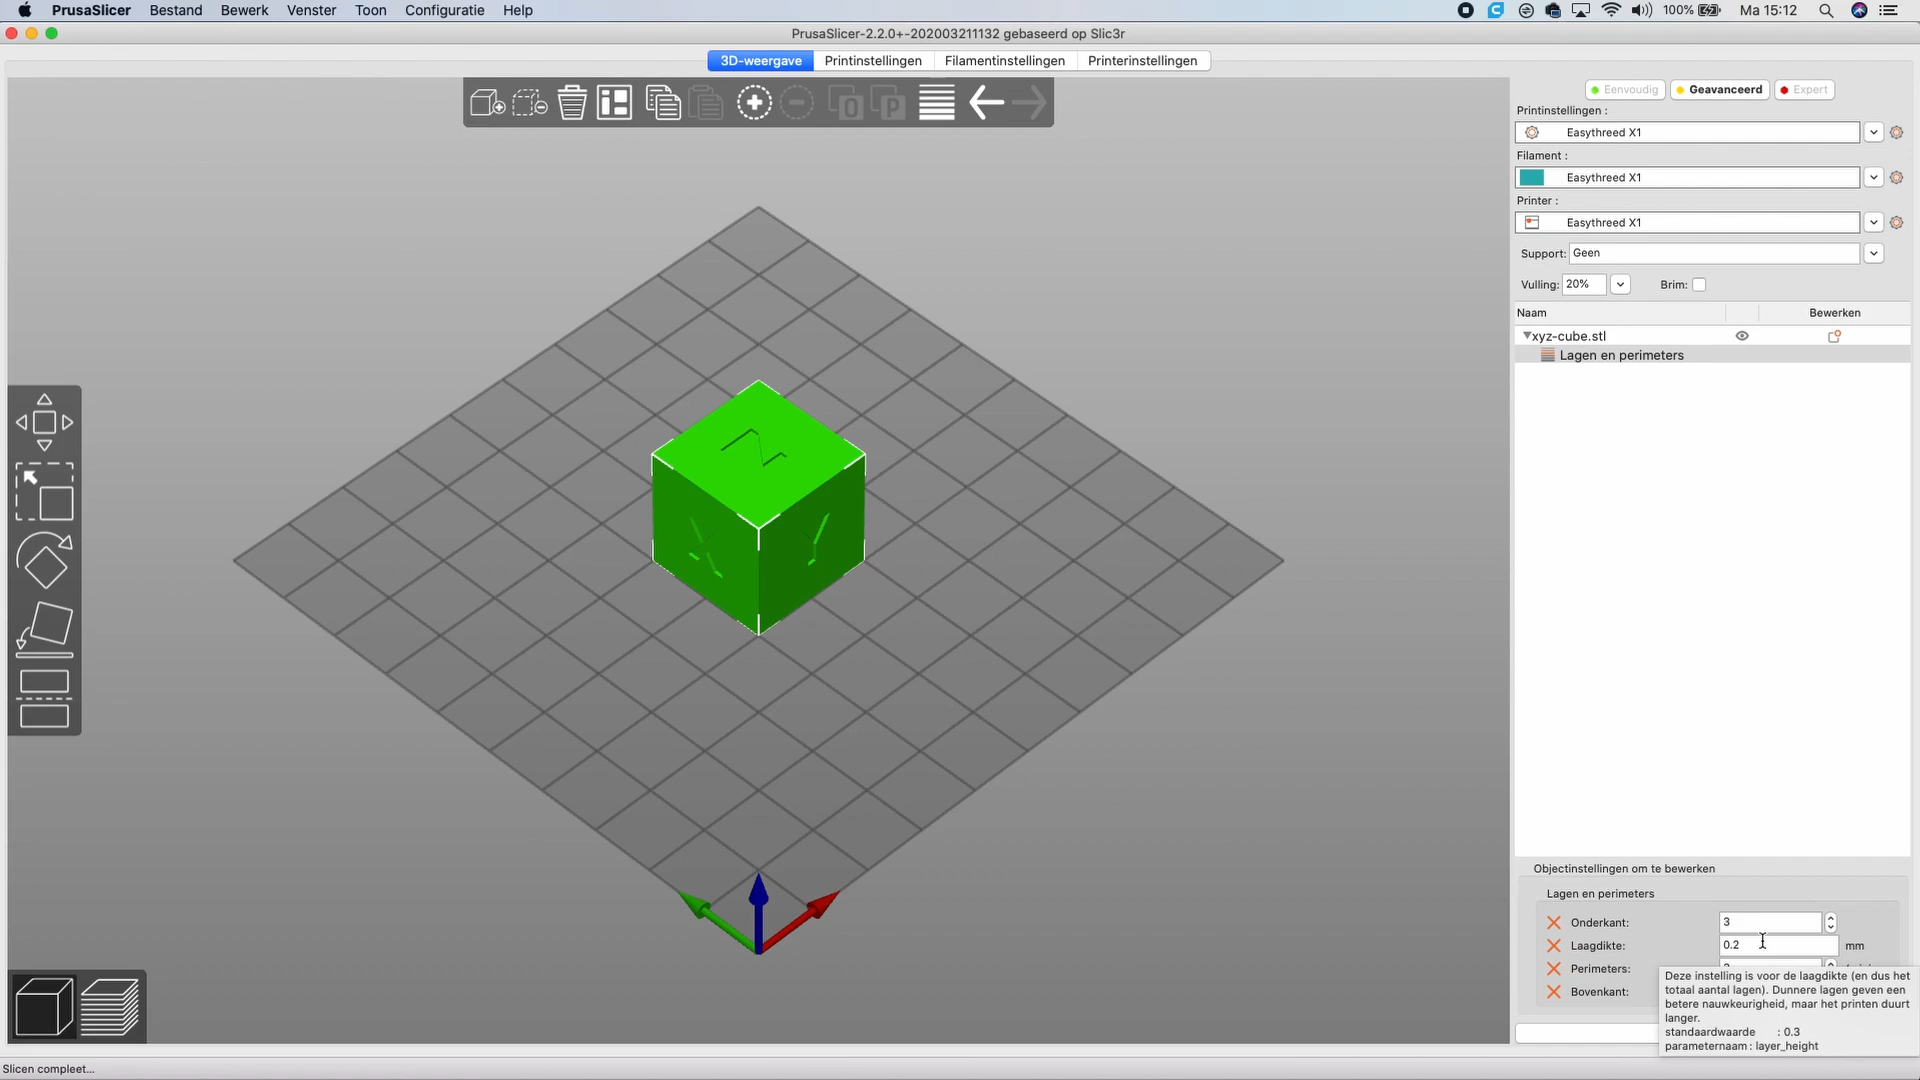 PrusaSlicer Bestand Bewerk Venster Toon Configuratie Help 100% Ma 15:12
PrusaSlicer-2.2.0+-202003211132 gebaseerd op Slic3r
3D-weergave Printinstellingen Filamentinstellingen Printerinstellingen
Eenvoudig Geavanceerd Expert
Printinstellingen :
Easythreed X1
Filament :
Easythreed X1
Printer :
Easythreed X1
Support: Geen
Vulling: 20% Brim:
Naam Bewerken
xyz-cube.stl
Lagen en perimeters
Z
X Y
Objectinstellingen om te bewerken
Lagen en perimeters
Onderkant: 3
Laagdikte: 0.2 mm
Perimeters:
Bovenkant:
Deze instelling is voor de laagdikte (en dus het
totaal aantal lagen). Dunnere lagen geven een
betere nauwkeurigheid, maar het printen duurt
langer.
standaardwaarde : 0.3
parameternaam : layer_height
Slicen compleet...